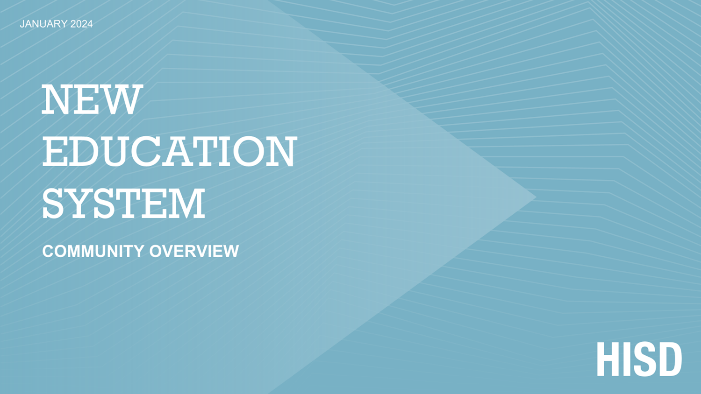 JANUARY 2024
NEW
EDUCATION
SYSTEM
COMMUNITY OVERVIEW
HISD